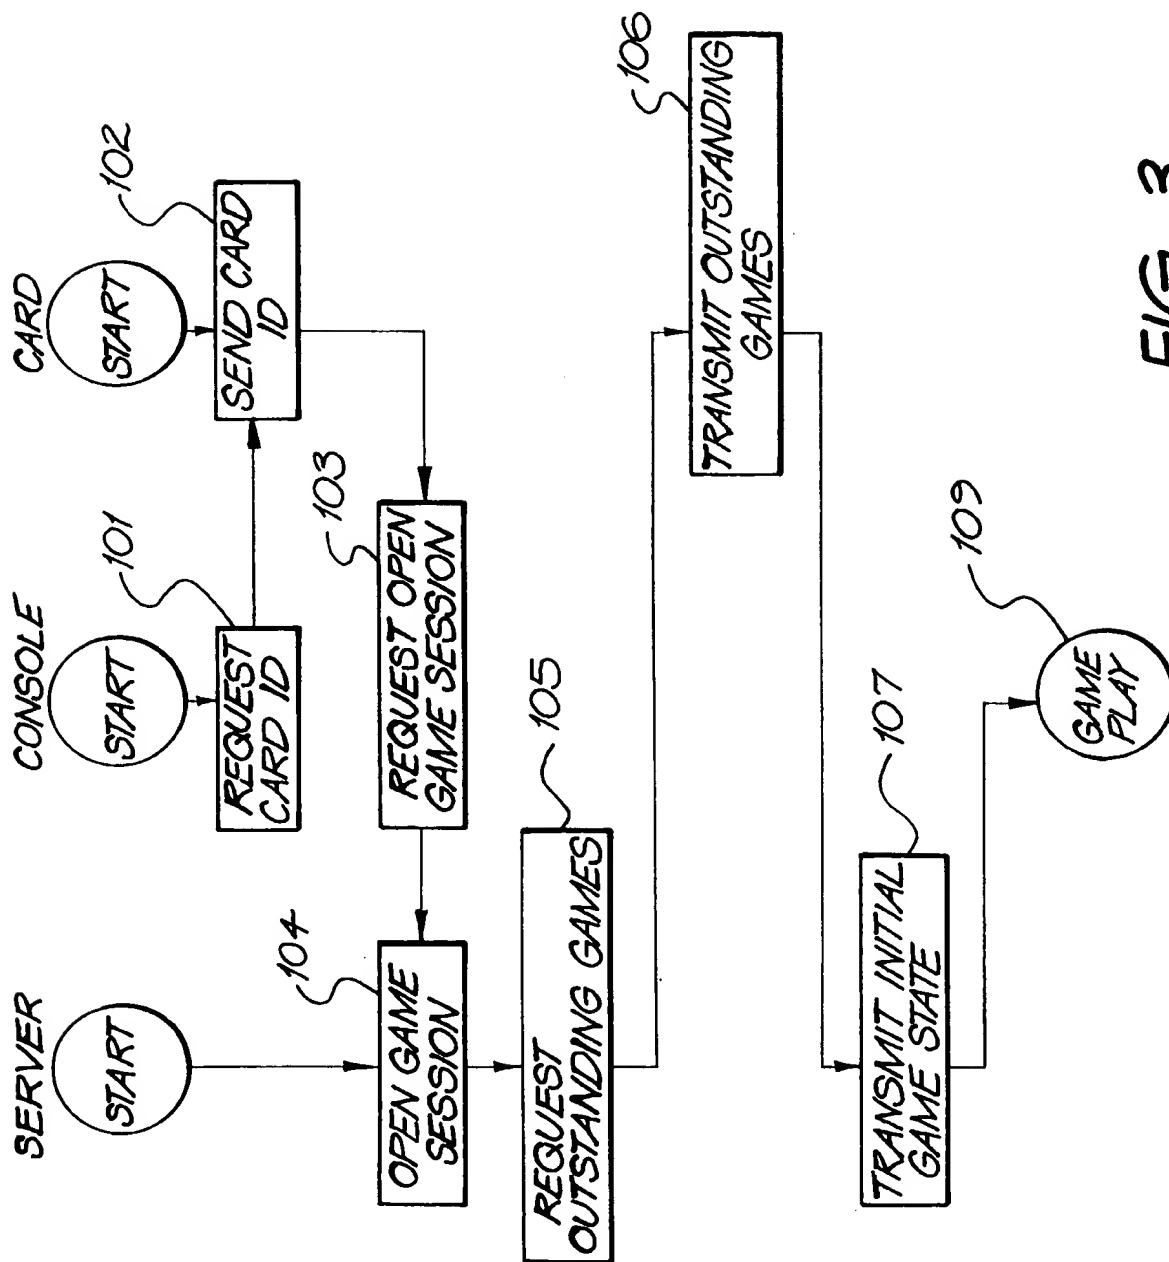 SERVER
CONSOLE
CARD
START
START
START
101
REQUEST
CARD ID
102
SEND CARD
ID
103
REQUEST OPEN
GAME SESSION
104
OPEN GAME
SESSION
105
REQUEST
OUTSTANDING GAMES
106
TRANSMIT OUTSTANDING
GAMES
107
TRANSMIT INITIAL
GAME STATE
109
GAME
PLAY
FIG. 3